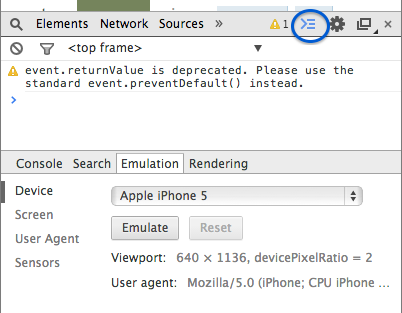 Elements Network Sources » 1 ×
<top frame> ▼
event.returnValue is deprecated. Please use the
standard event.preventDefault() instead.
>
Console Search Emulation Rendering
Device
Apple iPhone 5
Screen
Emulate Reset
User Agent
Viewport: 640 × 1136, devicePixelRatio = 2
Sensors
User agent: Mozilla/5.0 (iPhone; CPU iPhone ...